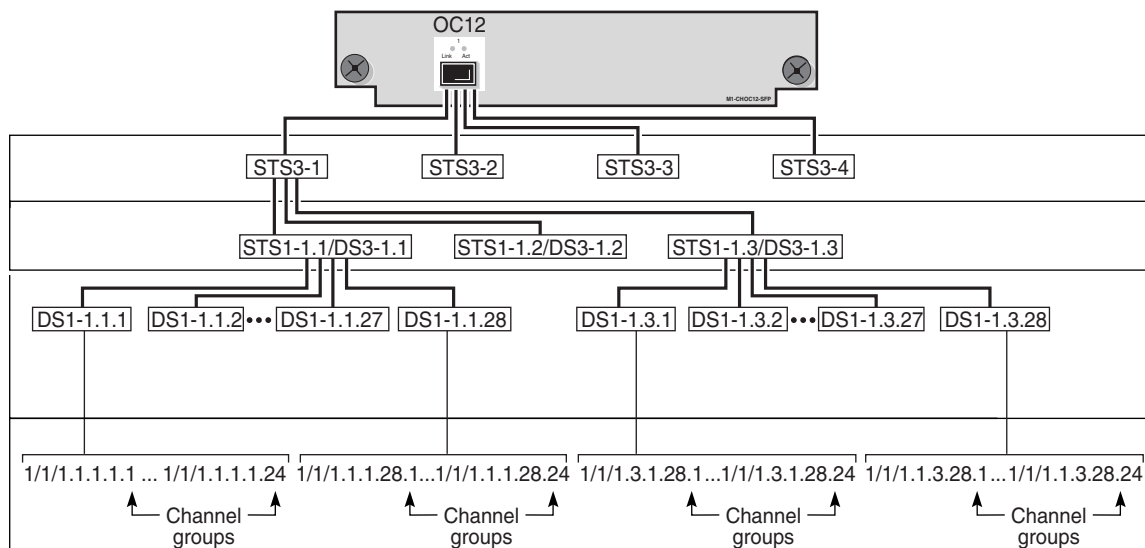 OC12
1
Link Act
M1-CHOC12-SFP
STS3-1 STS3-2 STS3-3 STS3-4
STS1-1.1/DS3-1.1 STS1-1.2/DS3-1.2 STS1-1.3/DS3-1.3
DS1-1.1.1 DS1-1.1.2 ••• DS1-1.1.27 DS1-1.1.28 DS1-1.3.1 DS1-1.3.2 ••• DS1-1.3.27 DS1-1.3.28
1/1/1.1.1.1.1.1 ... 1/1/1.1.1.1.24 1/1/1.1.1.28.1...1/1/1.1.1.28.24 1/1/1.3.1.28.1...1/1/1.3.1.28.24 1/1/1.1.3.28.1...1/1/1.1.3.28.24
Channel groups Channel groups Channel groups Channel groups